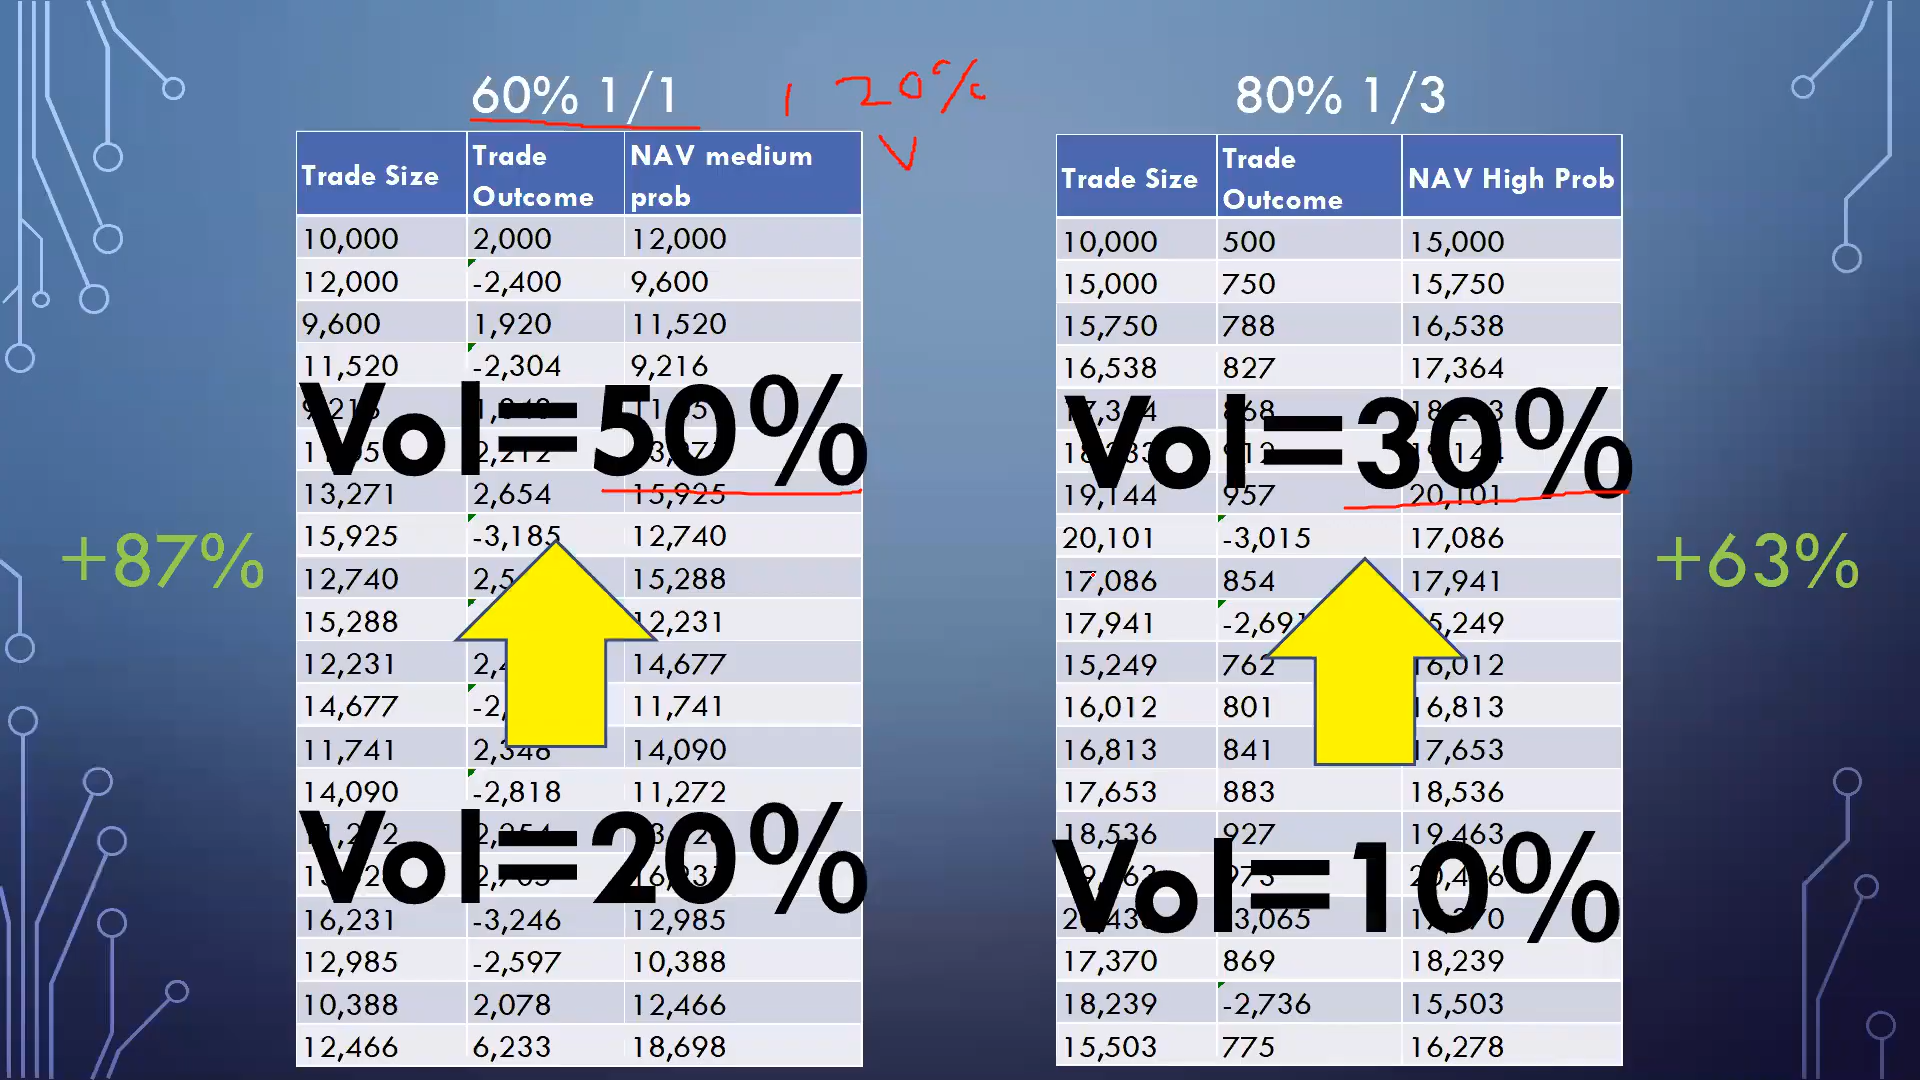 60% 1/1
1 20%
V
80% 1/3
Trade Size Trade Outcome NAV medium prob
10,000 2,000 12,000
12,000 -2,400 9,600
9,600 1,920 11,520
11,520 -2,304 9,216
Vol=50%
13,271 2,654 15,925
15,925 -3,185 12,740
12,740 15,288
15,288 12,231
12,231 14,677
14,677 11,741
11,741 2,348 14,090
14,090 -2,818 11,272
Vol=20%
16,231 -3,246 12,985
12,985 -2,597 10,388
10,388 2,078 12,466
12,466 6,233 18,698
+87%
Trade Size Trade Outcome NAV High Prob
10,000 500 15,000
15,000 750 15,750
15,750 788 16,538
16,538 827 17,364
Vol=30%
19,144 957 20,101
20,101 -3,015 17,086
17,086 854 17,941
17,941
15,249 762 16,012
16,012 801 16,813
16,813 841 17,653
17,653 883 18,536
18,536 927 19,463
Vol=10%
17,370 869 18,239
18,239 -2,736 15,503
15,503 775 16,278
+63%